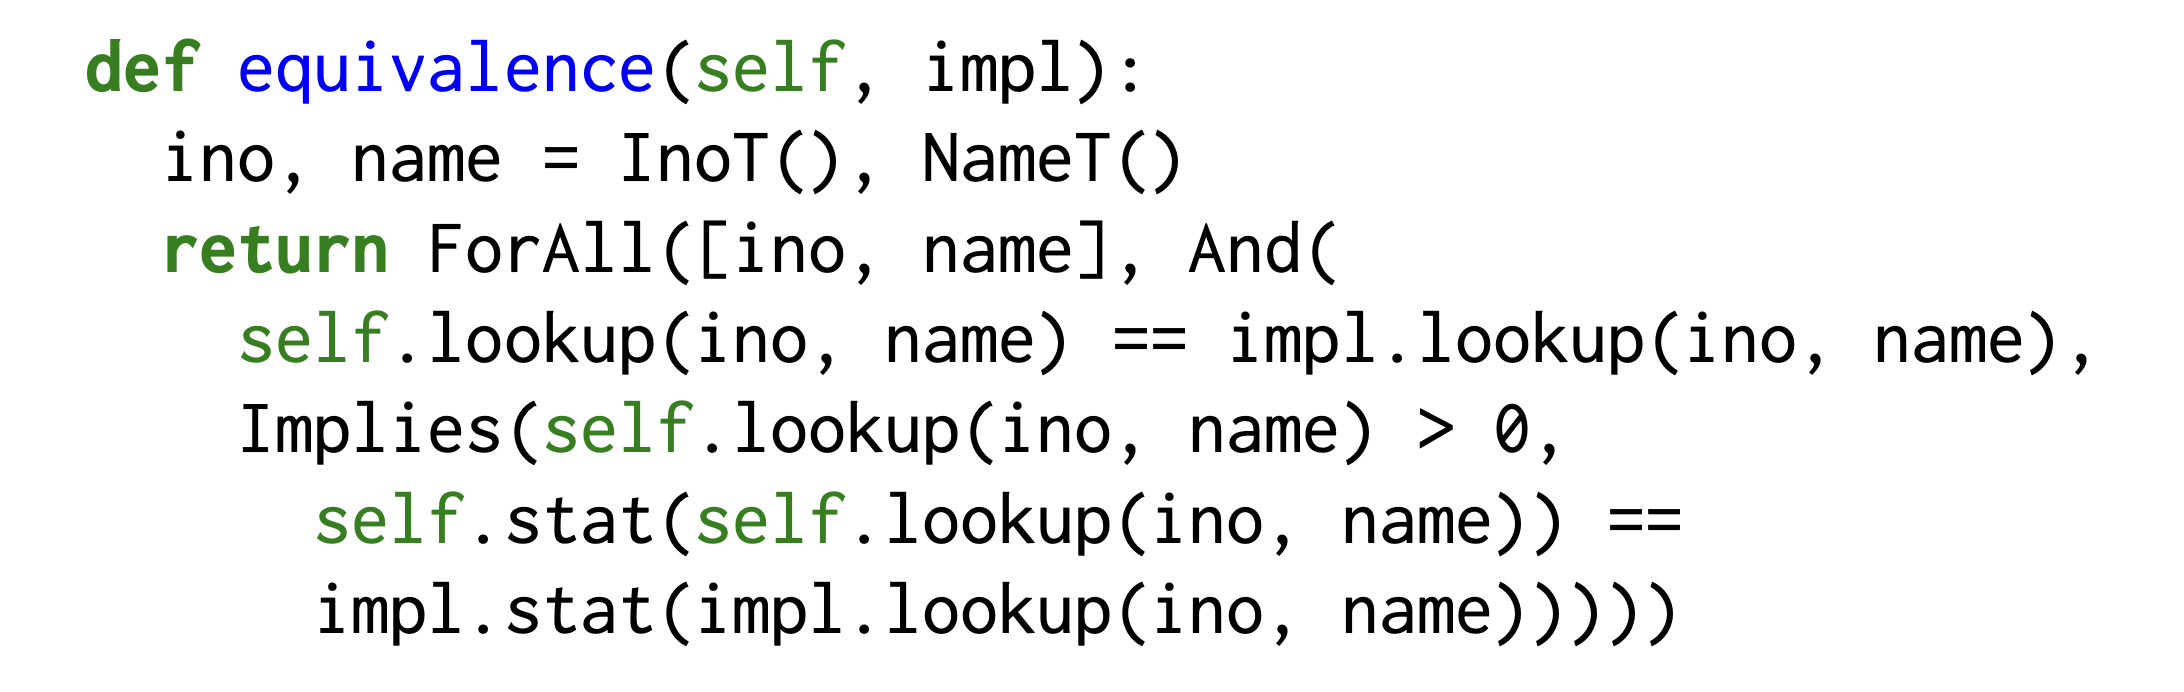 def equivalence(self, impl):
  ino, name = InoT(), NameT()
  return ForAll([ino, name], And(
    self.lookup(ino, name) == impl.lookup(ino, name),
    Implies(self.lookup(ino, name) > 0,
      self.stat(self.lookup(ino, name)) ==
      impl.stat(impl.lookup(ino, name)))))